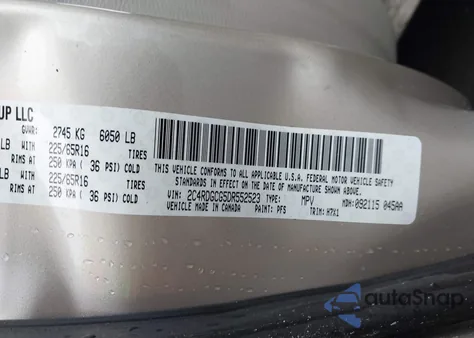 UP LLC
GVWR: 2745 KG 6050 LB
LB WITH 225/65R16 TIRES
RIMS AT 250 KPA ( 36 PSI) COLD
LB WITH 225/65R16 TIRES
RIMS AT 250 KPA ( 36 PSI) COLD
THIS VEHICLE CONFORMS TO ALL APPLICABLE U.S.A. FEDERAL MOTOR VEHICLE SAFETY
STANDARDS IN EFFECT ON THE DATE OF MANUFACTURE SHOWN ABOVE.
VIN: 2C4RDGCG5DR552523 TYPE: MPV MDH: 092115 045AA
VEHICLE MADE IN CANADA PAINT: PFS TRIM: H7X1
autoSnap